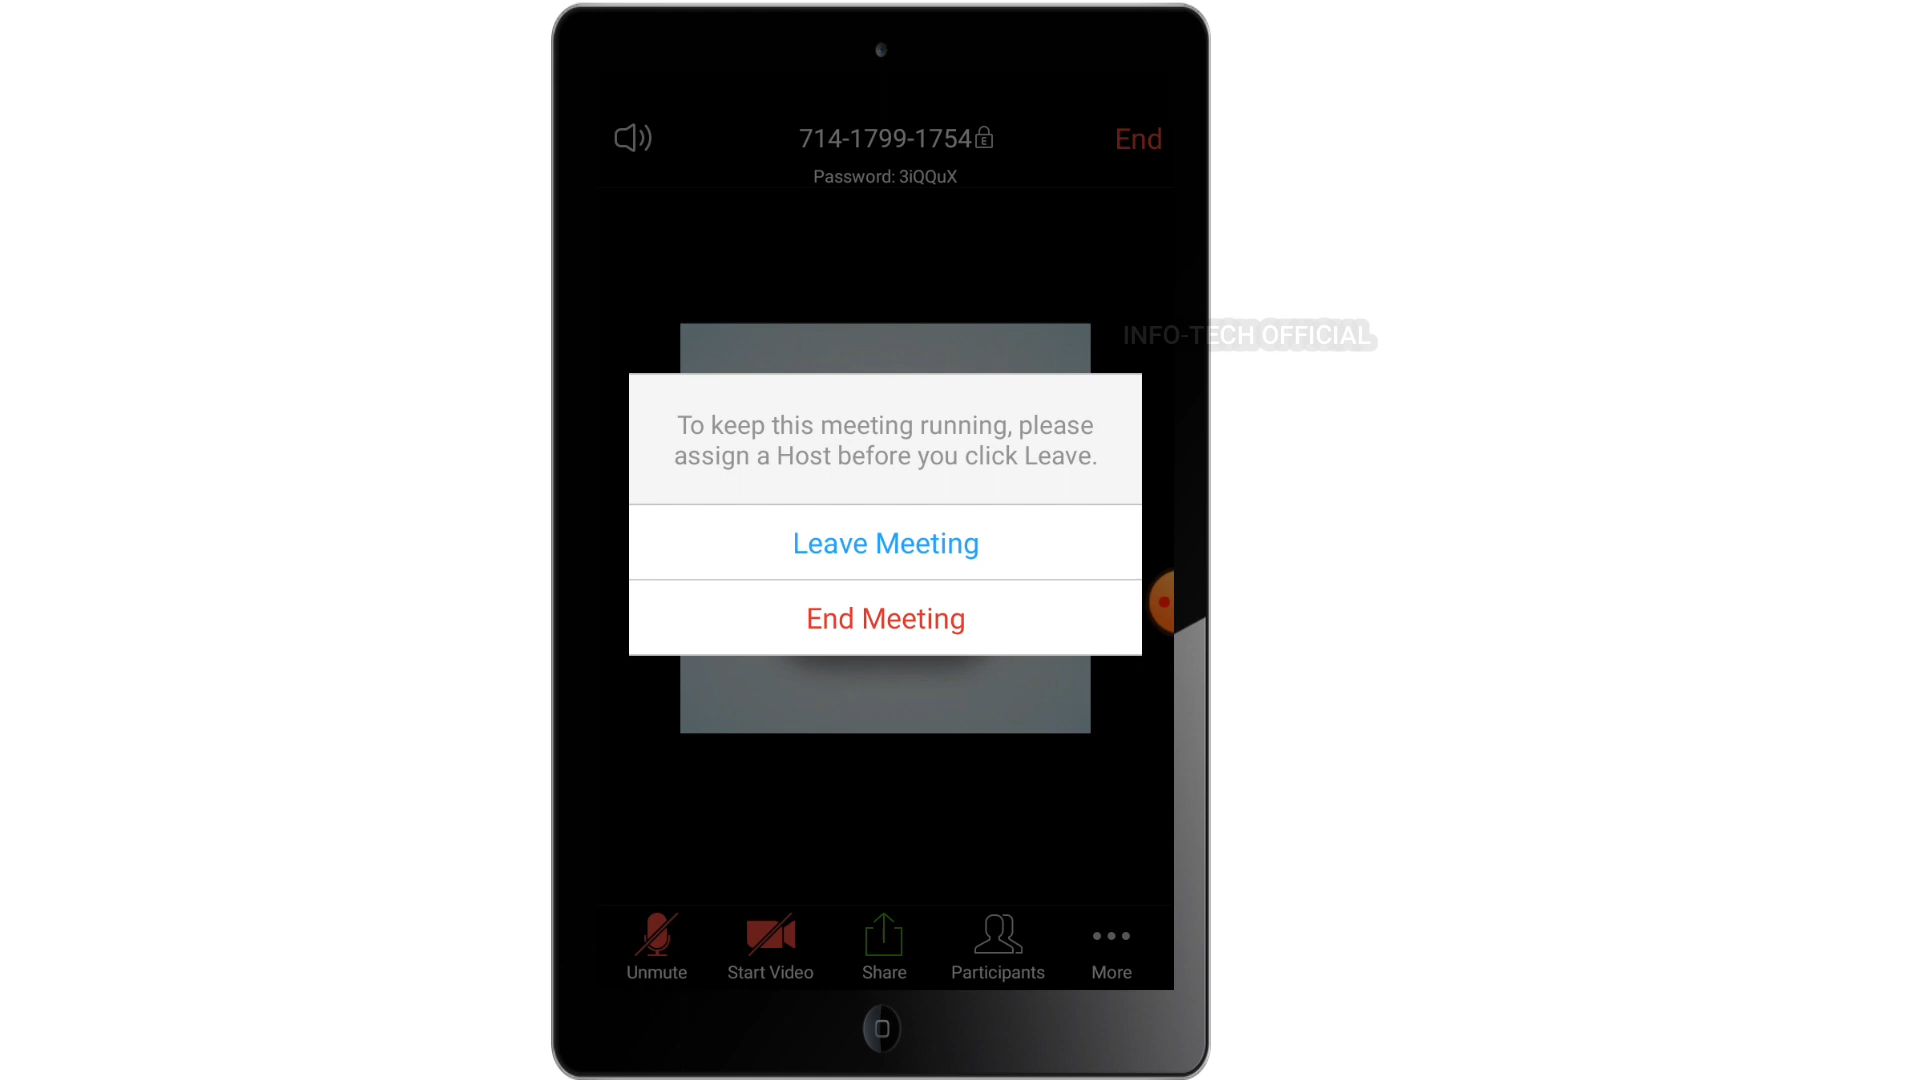 714-1799-1754
End
Password: 3iQQuX
INFO-TECH OFFICIAL
To keep this meeting running, please
assign a Host before you click Leave.
Leave Meeting
End Meeting
Unmute
Start Video
Share
Participants
More